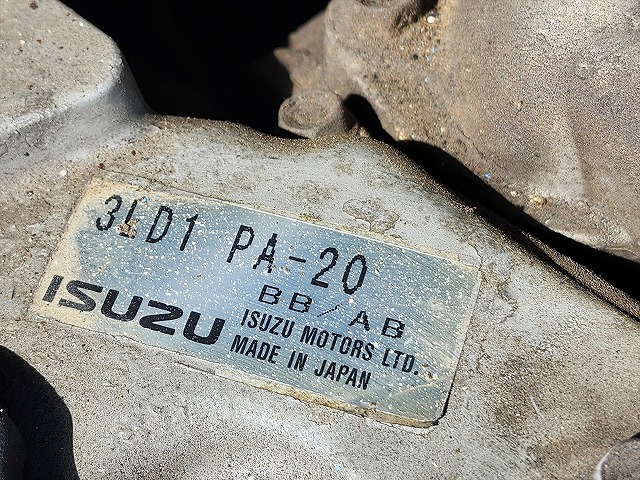 3LD1 PA-20
BB/AB
ISUZU
ISUZU MOTORS LTD.
MADE IN JAPAN